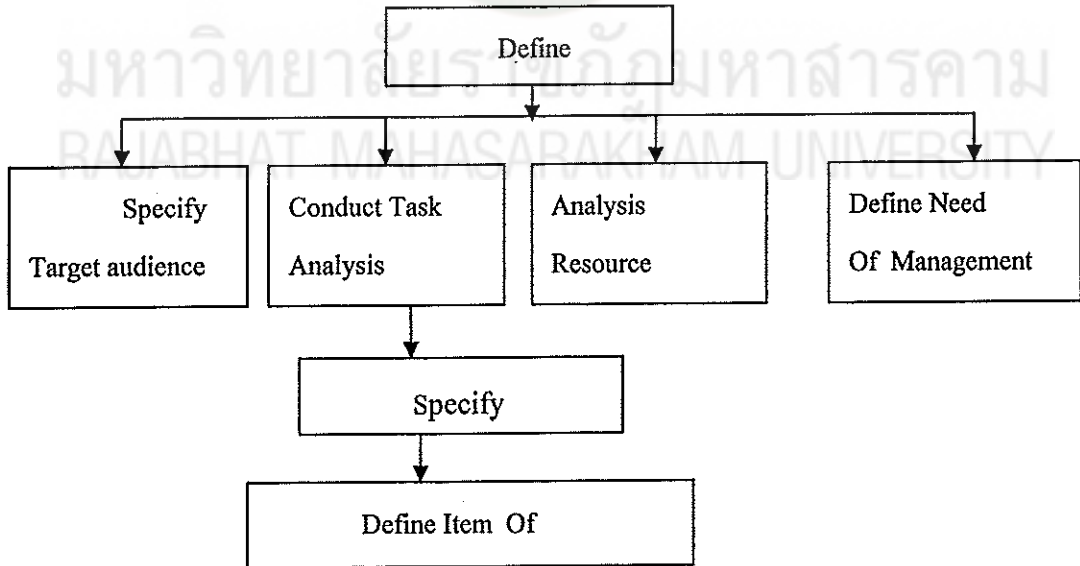 Define
มหาวิทยาลัยราชภัฏมหาสารคาม
RAJABHAT MAHASARAKHAM UNIVERSITY
Specify
Target audience
Conduct Task
Analysis
Analysis
Resource
Define Need
Of Management
Specify
Define Item Of